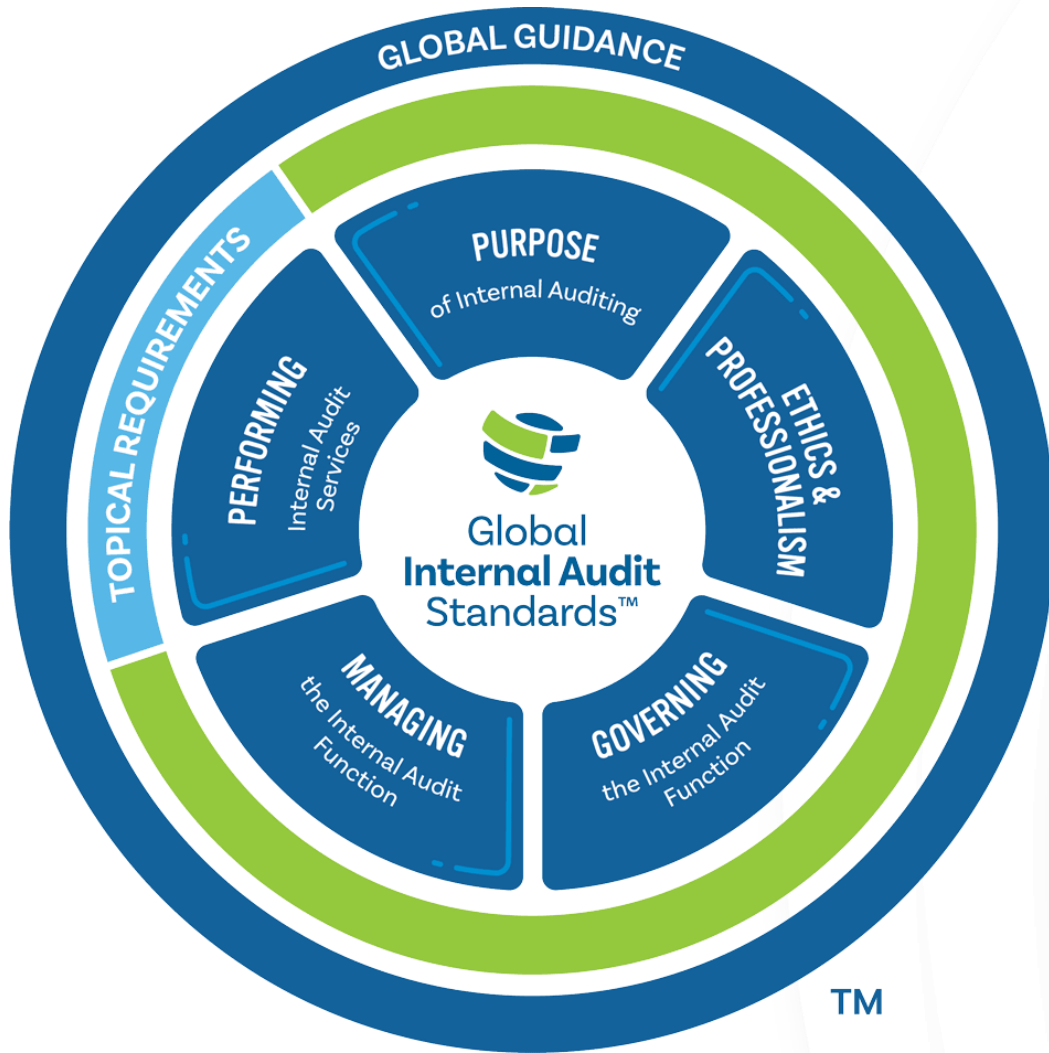 GLOBAL GUIDANCE
TOPICAL REQUIREMENTS
PURPOSE
of Internal Auditing
ETHICS &
PROFESSIONALISM
GOVERNING
the Internal Audit
Function
MANAGING
the Internal Audit
Function
PERFORMING
Internal Audit
Services
Global
Internal Audit
Standards™
TM